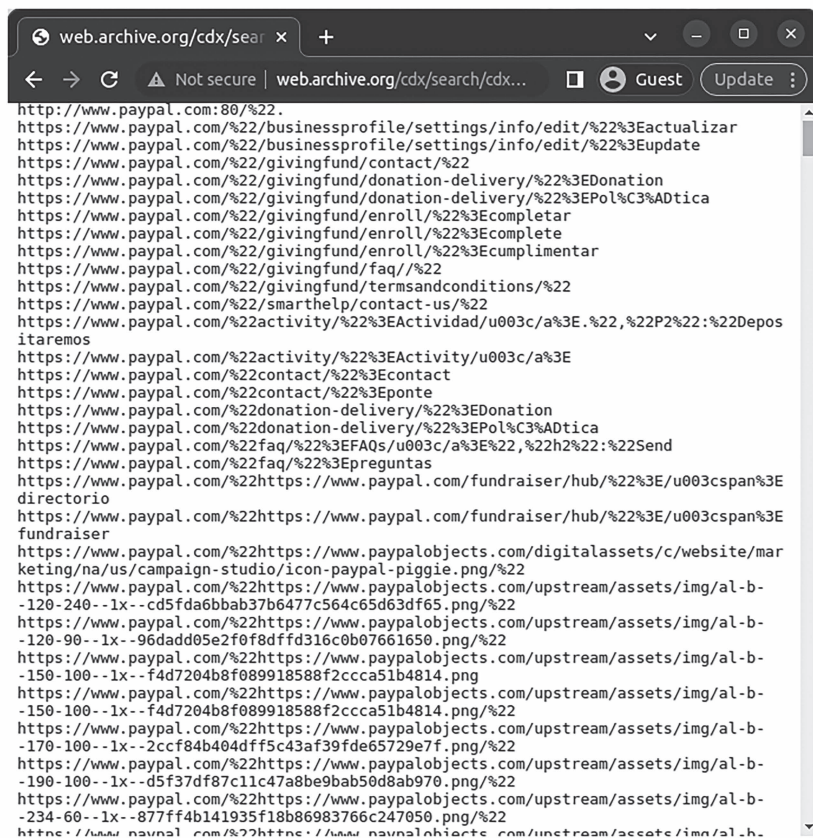 web.archive.org/cdx/sear
Not secure | web.archive.org/cdx/search/cdx... Guest Update
http://www.paypal.com:80/%22.
https://www.paypal.com/%22/businessprofile/settings/info/edit/%22%3Eactualizar
https://www.paypal.com/%22/businessprofile/settings/info/edit/%22%3Eupdate
https://www.paypal.com/%22/givingfund/contact/%22
https://www.paypal.com/%22/givingfund/donation-delivery/%22%3EDonation
https://www.paypal.com/%22/givingfund/donation-delivery/%22%3EPol%C3%ADtica
https://www.paypal.com/%22/givingfund/enroll/%22%3Ecompletar
https://www.paypal.com/%22/givingfund/enroll/%22%3Ecomplete
https://www.paypal.com/%22/givingfund/enroll/%22%3Ecumplimentar
https://www.paypal.com/%22/givingfund/faq//%22
https://www.paypal.com/%22/givingfund/termsandconditions/%22
https://www.paypal.com/%22/smarthelp/contact-us/%22
https://www.paypal.com/%22activity/%22%3EActividad/u003c/a%3E.%22,%22P2%22:%22Depos
itaremos
https://www.paypal.com/%22activity/%22%3EActivity/u003c/a%3E
https://www.paypal.com/%22contact/%22%3Econtact
https://www.paypal.com/%22contact/%22%3Eponte
https://www.paypal.com/%22donation-delivery/%22%3EDonation
https://www.paypal.com/%22donation-delivery/%22%3EPol%C3%ADtica
https://www.paypal.com/%22faq/%22%3EFAQs/u003c/a%3E%22,%22h2%22:%22Send
https://www.paypal.com/%22faq/%22%3Epreguntas
https://www.paypal.com/%22https://www.paypal.com/fundraiser/hub/%22%3E/u003cspan%3E
directorio
https://www.paypal.com/%22https://www.paypal.com/fundraiser/hub/%22%3E/u003cspan%3E
fundraiser
https://www.paypal.com/%22https://www.paypalobjects.com/digitalassets/c/website/mar
keting/na/us/campaign-studio/icon-paypal-piggie.png/%22
https://www.paypal.com/%22https://www.paypalobjects.com/upstream/assets/img/al-b-
-120-240--1x--cd5fda6bbab37b6477c564c65d63df65.png/%22
https://www.paypal.com/%22https://www.paypalobjects.com/upstream/assets/img/al-b-
-120-90--1x--96dadd05e2f0f8dffd316c0b07661650.png/%22
https://www.paypal.com/%22https://www.paypalobjects.com/upstream/assets/img/al-b-
-150-100--1x--f4d7204b8f089918588f2ccca51b4814.png
https://www.paypal.com/%22https://www.paypalobjects.com/upstream/assets/img/al-b-
-150-100--1x--f4d7204b8f089918588f2ccca51b4814.png/%22
https://www.paypal.com/%22https://www.paypalobjects.com/upstream/assets/img/al-b-
-170-100--1x--2ccf84b404dff5c43af39fde65729e7f.png/%22
https://www.paypal.com/%22https://www.paypalobjects.com/upstream/assets/img/al-b-
-190-100--1x--d5f37df87c11c47a8be9bab50d8ab970.png/%22
https://www.paypal.com/%22https://www.paypalobjects.com/upstream/assets/img/al-b-
-234-60--1x--877ff4b141935f18b86983766c247050.png/%22
https://www.paypal.com/%22https://www.paypalobjects.com/upstream/assets/img/al-b-